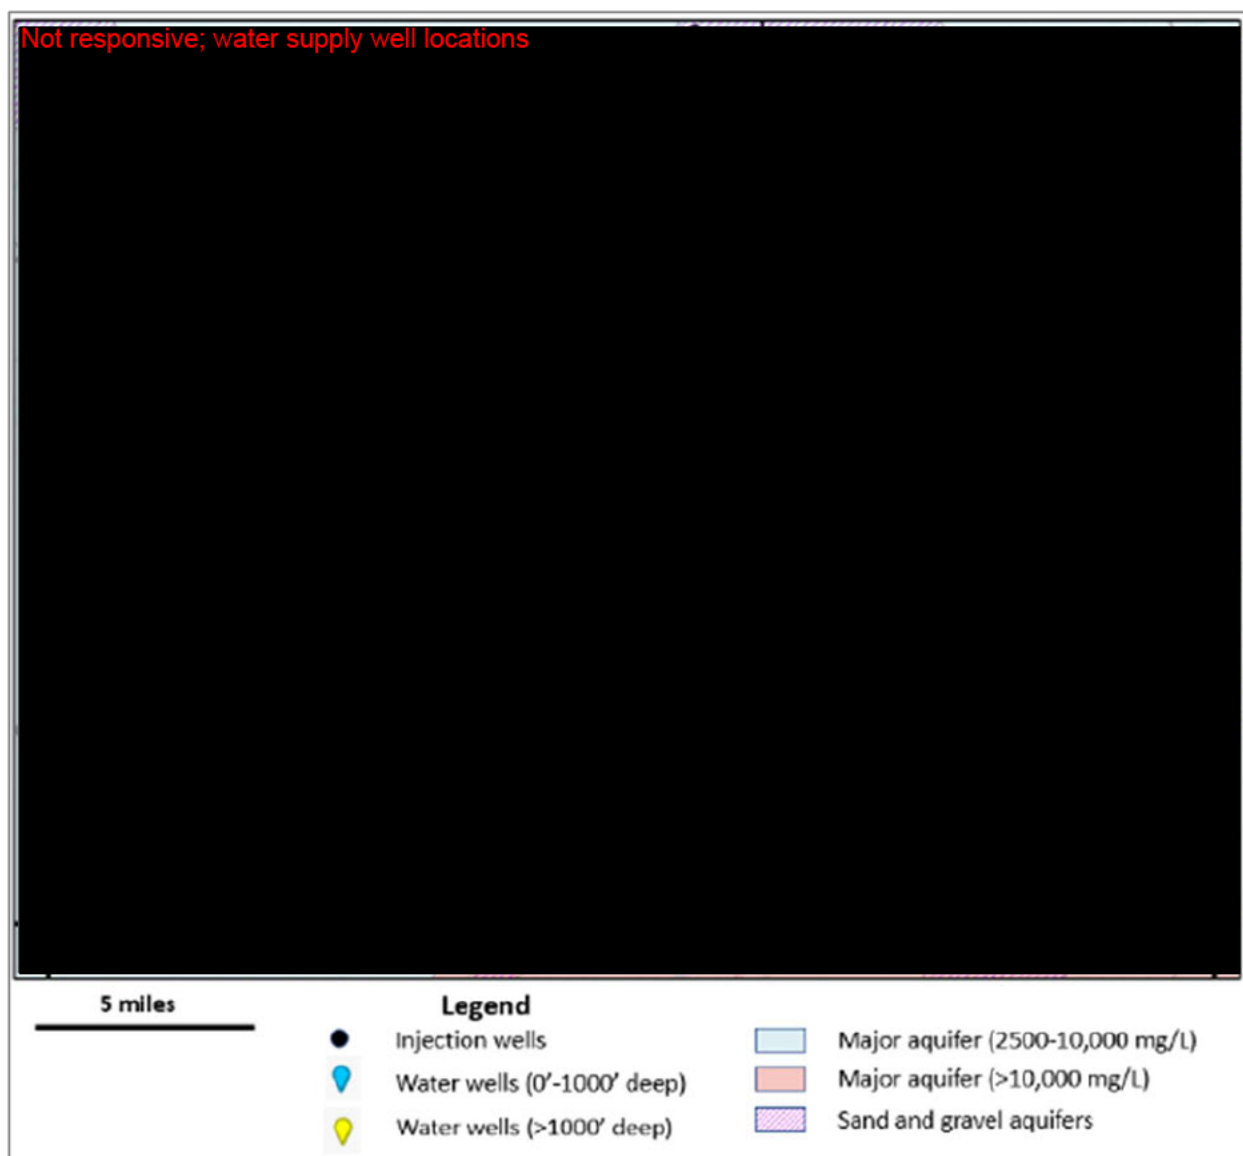 Not responsive; water supply well locations
5 miles
Legend
Injection wells
Water wells (0'-1000' deep)
Water wells (>1000' deep)
Major aquifer (2500-10,000 mg/L)
Major aquifer (>10,000 mg/L)
Sand and gravel aquifers